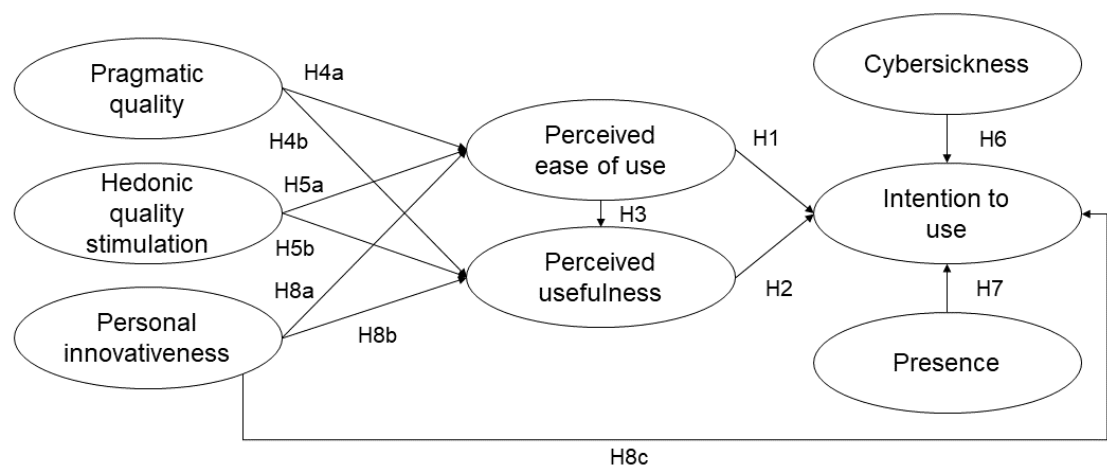 Pragmatic
quality
Hedonic
quality
stimulation
Personal
innovativeness
H4a
H4b
H5a
H5b
H8a
H8b
Perceived
ease of use
H3
Perceived
usefulness
H1
H2
Cybersickness
H6
Intention to
use
H7
Presence
H8c